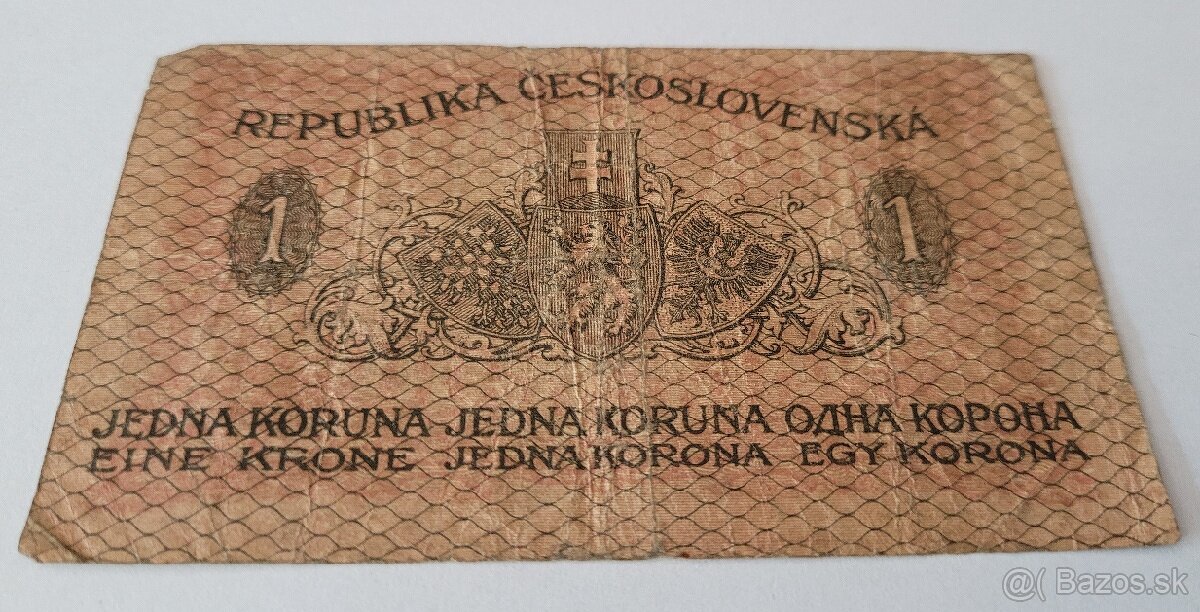 REPUBLIKA ČESKOSLOVENSKÁ
1 1
JEDNA KORUNA JEDNA KORUNA ОДНА КОРОНА
EINE KRONE JEDNA KORONA EGY KORONA
@( Bazos.sk